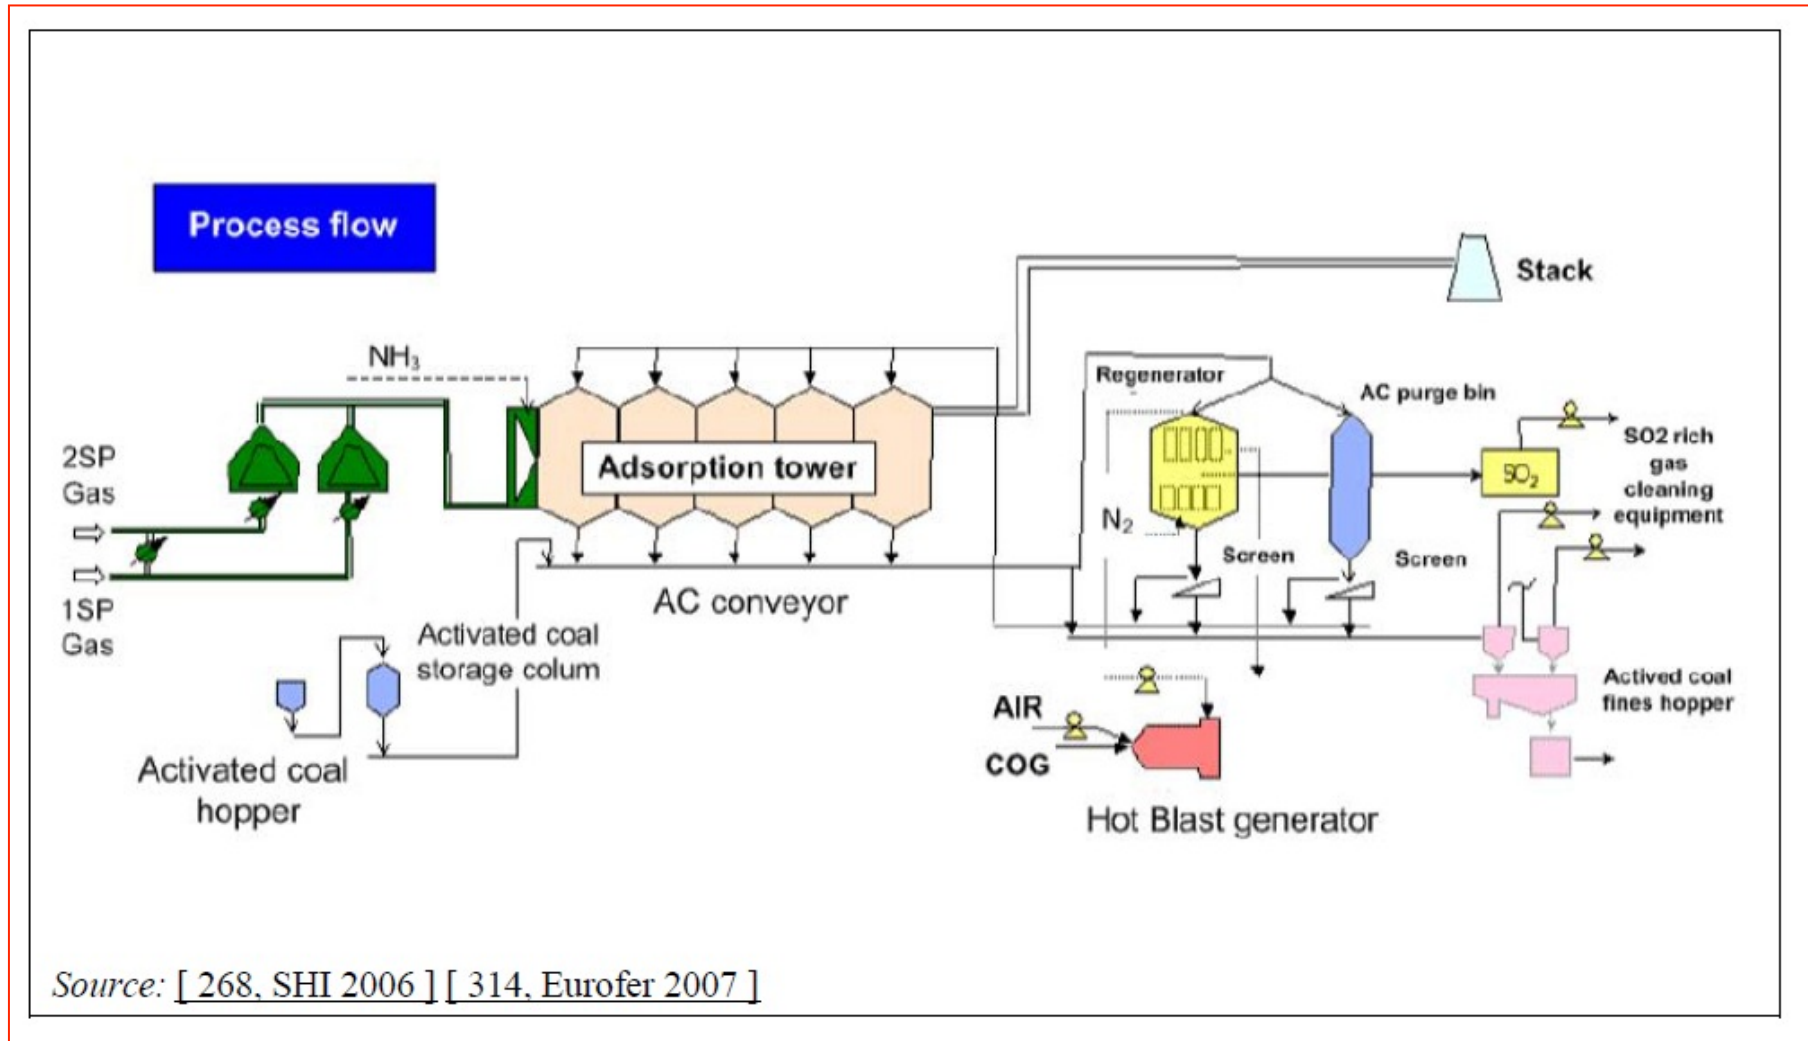 Process flow
Stack
NH₃
Regenerator
AC purge bin
2SP
Gas
Adsorption tower
SO₂
SO2 rich
gas
cleaning
equipment
N₂
Screen
Screen
1SP
Gas
AC conveyor
Activated coal
storage colum
Actived coal
fines hopper
AIR
COG
Activated coal
hopper
Hot Blast generator
Source: [ 268, SHI 2006 ] [ 314, Eurofer 2007 ]